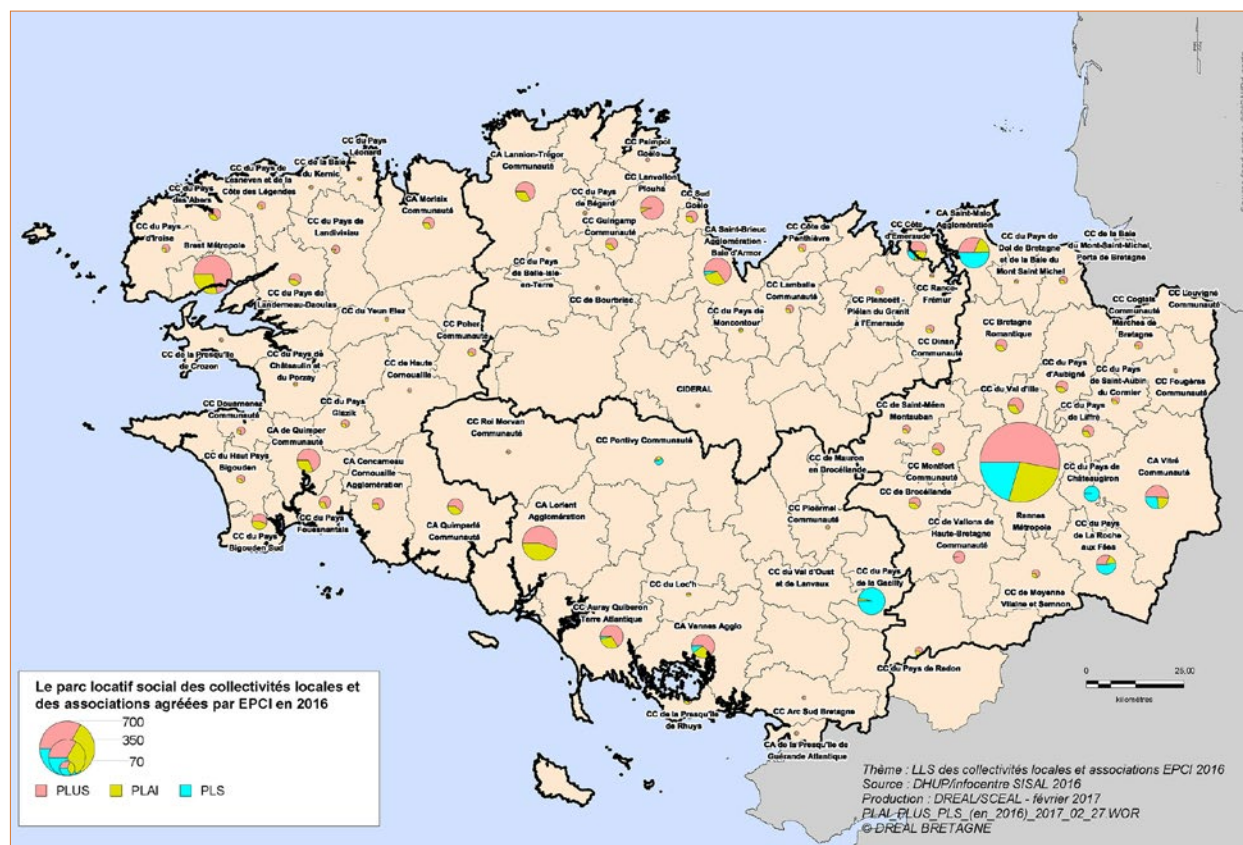 CC du Pays
Léonard
CC de la Baie
du Kernic
CC du Pays de
Lesneven et de la
Côte des Légendes
CC du Pays
des Abers
CC du Pays
d'Iroise
Brest Métropole
CC du Pays de
Landivisiau
CA Morlaix
Communauté
CA Lannion-Trégor
Communauté
CC Paimpol
Goëlo
CC Lanvollon
Plouha
CC du Pays
de Bégard
CC Guingamp
Communauté
CC Sud
Goëlo
CC du Pays
de Belle-Isle-
en-Terre
CC de Bourbriac
CA Saint-Brieuc
Agglomération -
Baie d'Armor
CC Côte de
Penthièvre
CC Côte
d'Emeraude
CA Saint-Malo
Agglomération
CC du Pays de
Dol de Bretagne
et de la Baie du
Mont Saint Michel
CC de la Baie
du Mont-Saint-Michel,
Porte de Bretagne
CC Lamballe
Communauté
CC du Pays de
Moncontour
CC Plancoët
Plélan du Granit
à l'Emeraude
CC Rance-
Frémur
CC Dinan
Communauté
CC Bretagne
Romantique
CC Coglais
Communauté
Marches de
Bretagne
CC Louvigné
Communauté
CC du Pays de
Landerneau-Daoulas
CC du Yeun Elez
CC Poher
Communauté
CC de la Presqu'île
de Crozon
CC du Pays de
Châteaulin et
du Porzay
CC de Haute
Cornouaille
CIDERAL
CC du Val d'Ille
CC du Pays
d'Aubigné
CC du Pays
de Saint-Aubin
du Cormier
CC Fougères
Communauté
CC du Pays
de Liffré
CC Douarnenez
Communauté
CC du Pays
Glazik
CA de Quimper
Communauté
CC du Haut Pays
Bigouden
CA Concarneau
Cornouaille
Agglomération
CC du Pays
Fouesnantais
CC du Pays
Bigouden Sud
CA Quimperlé
Communauté
CC Roi Morvan
Communauté
CC Pontivy Communauté
CC de Mauron
en Brocéliande
CC de Saint-Méen
Montauban
CC Montfort
Communauté
CC de Brocéliande
Rennes
Métropole
CC du Pays de
Châteaugiron
CA Vitré
Communauté
CA Lorient
Agglomération
CC Ploërmel
Communauté
CC de Vallons de
Haute-Bretagne
Communauté
CC du Pays
de La Roche
aux Fées
CC du Loc'h
CC du Val d'Oust
et de Lanvaux
CC du Pays
de la Gacilly
CC de Moyenne
Vilaine et Semnon
CC Auray Quiberon
Terre Atlantique
CA Vannes Agglo
CC du Pays de Redon
CC de la Presqu'île
de Rhuys
CC Arc Sud Bretagne
CA de la Presqu'île de
Guérande Atlantique
0 25,00
kilomètres
Le parc locatif social des collectivités locales et
des associations agréées par EPCI en 2016
700
350
70
PLUS PLAI PLS
Thème : LLS des collectivités locales et associations EPCI 2016
Source : DHUP/Infocentre SISAL 2016
Production : DREAL/SCEAL - février 2017
PLAI_PLUS_PLS_(en_2016)_2017_02_27.WOR
© DREAL BRETAGNE